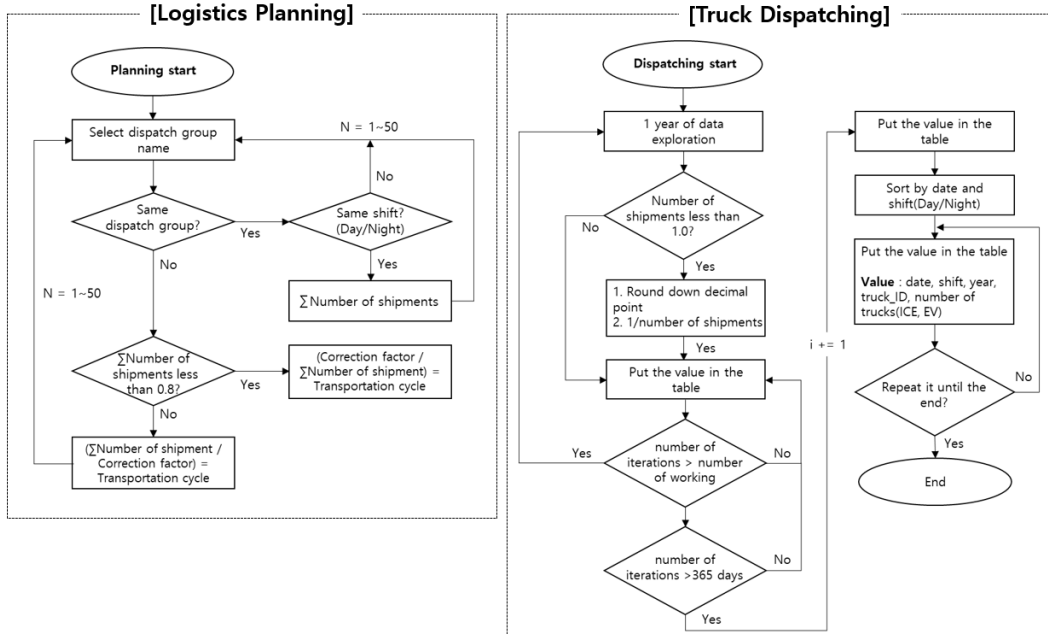 [Logistics Planning]
Planning start
Select dispatch group
name
N = 1~50
No
Same
dispatch group?
Yes
Same shift?
(Day/Night)
No
Yes
∑Number of shipments
N = 1~50
∑Number of
shipments less
than 0.8?
Yes
(Correction factor /
∑Number of shipment) =
Transportation cycle
No
(∑Number of shipment /
Correction factor) =
Transportation cycle
[Truck Dispatching]
Dispatching start
1 year of data
exploration
Number of
shipments less than
1.0?
No
Yes
1. Round down decimal
point
2. 1/number of shipments
Yes
Put the value in the
table
number of
iterations > number
of working
Yes
No
number of
iterations >365 days
No
Yes
i += 1
Put the value in the
table
Sort by date and
shift(Day/Night)
Put the value in the table
Value : date, shift, year,
truck_ID, number of
trucks(ICE, EV)
Repeat it until the
end?
No
Yes
End